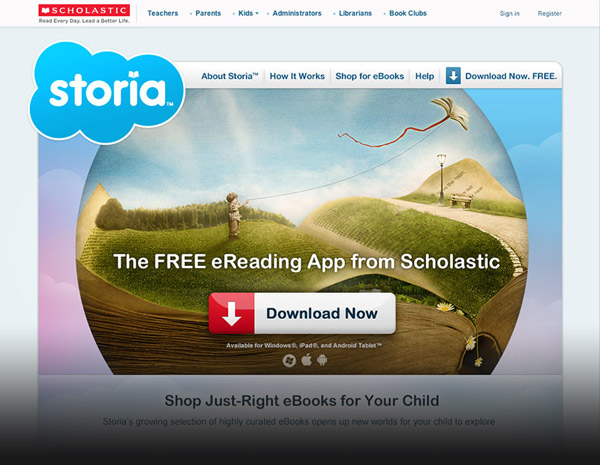 SCHOLASTIC
Read Every Day. Lead a Better Life.
Teachers
Parents
Kids
Administrators
Librarians
Book Clubs
Sign in
Register
storia™
About Storia™
How It Works
Shop for eBooks
Help
Download Now. FREE.
The FREE eReading App from Scholastic
Download Now
Available for Windows®, iPad®, and Android Tablet™
Shop Just-Right eBooks for Your Child
Storia's growing selection of highly curated eBooks opens up new worlds for your child to explore